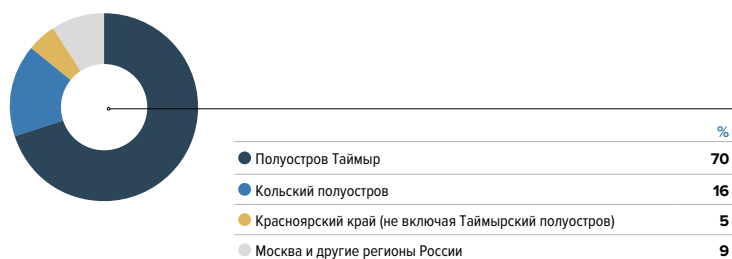 %
Полуостров Таймыр 70
Кольский полуостров 16
Красноярский край (не включая Таймырский полуостров) 5
Москва и другие регионы России 9